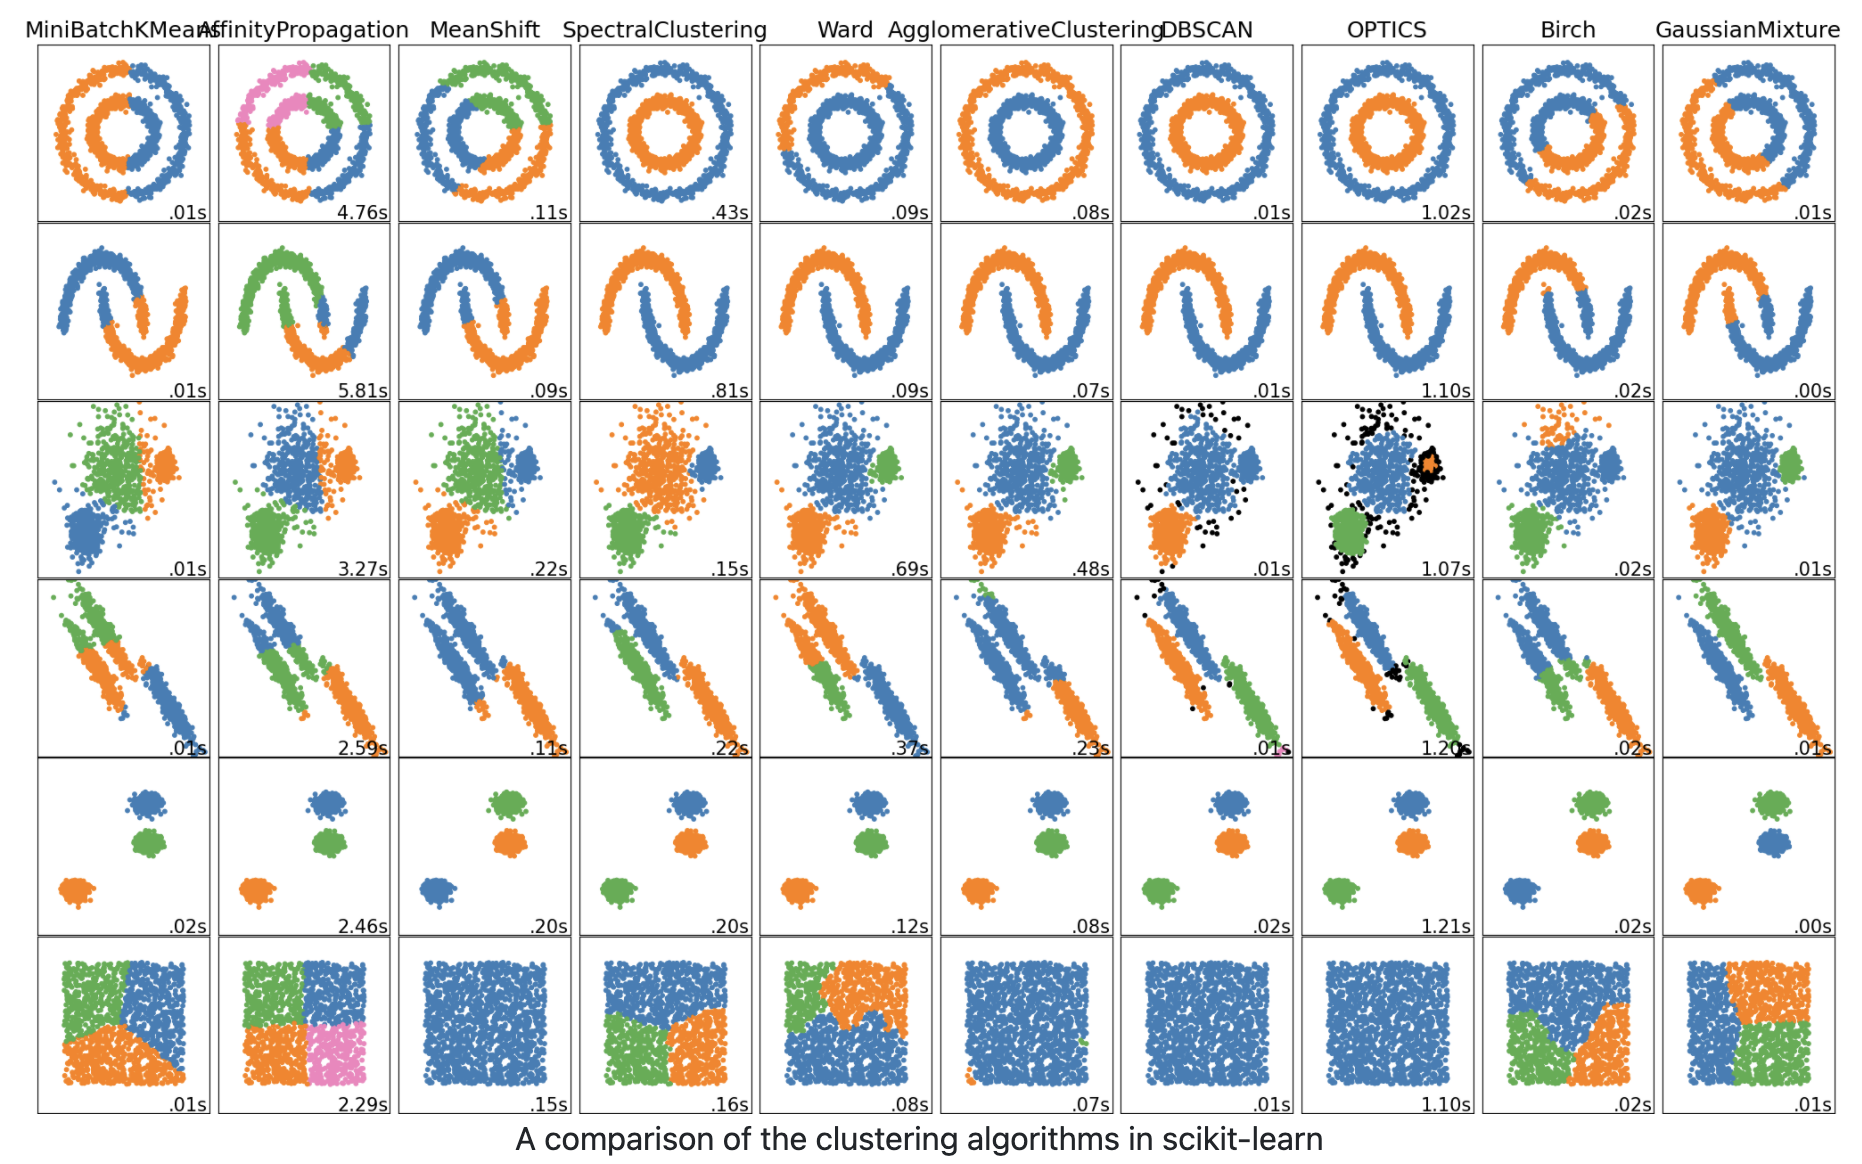 MiniBatchKMeans AffinityPropagation MeanShift SpectralClustering Ward AgglomerativeClustering DBSCAN OPTICS Birch GaussianMixture
.01s 4.76s .11s .43s .09s .08s .01s 1.02s .02s .01s
.01s 5.81s .09s .81s .09s .07s .01s 1.10s .02s .00s
.01s 3.27s .22s .15s .69s .48s .01s 1.07s .02s .01s
.01s 2.59s .11s .22s .37s .23s .01s 1.20s .02s .01s
.02s 2.46s .20s .20s .12s .08s .02s 1.21s .02s .00s
.01s 2.29s .15s .16s .08s .07s .01s 1.10s .02s .01s
A comparison of the clustering algorithms in scikit-learn